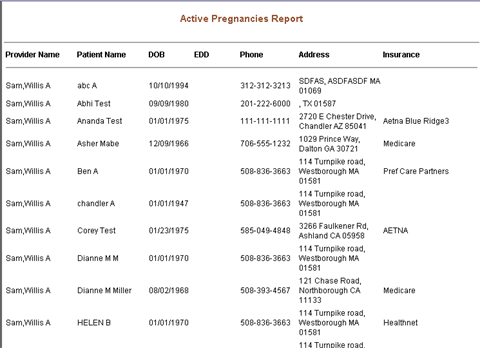 Active Pregnancies Report
Provider Name Patient Name DOB EDD Phone Address Insurance
Sam,Willis A abc A 10/10/1994 312-312-3213 SDFAS, ASDFASDF MA
01069
Sam,Willis A Abhi Test 09/09/1980 201-222-6000 , TX 01587
Sam,Willis A Ananda Test 01/01/1975 111-111-1111 2720 E Chester Drive, Aetna Blue Ridge3
Chandler AZ 85041
Sam,Willis A Asher Mabe 12/09/1966 706-555-1232 1029 Prince Way, Medicare
Dalton GA 30721
Sam,Willis A Ben A 01/01/1970 508-836-3663 114 Turnpike road, Pref Care Partners
Westborough MA
01581
Sam,Willis A chandler A 01/01/1947 508-836-3663 114 Turnpike road,
Westborough MA
01581
Sam,Willis A Corey Test 01/23/1975 585-049-4848 3266 Faulkener Rd, AETNA
Ashland CA 05958
Sam,Willis A Dianne M M 01/01/1970 508-836-3663 114 Turnpike road,
Westborough MA
01581
Sam,Willis A Dianne M Miller 08/02/1968 508-393-4567 121 Chase Road, Medicare
Northborough CA
11133
Sam,Willis A HELEN B 01/01/1970 508-836-3663 114 Turnpike road, Healthnet
Westborough MA
01581
114 Turnpike road,